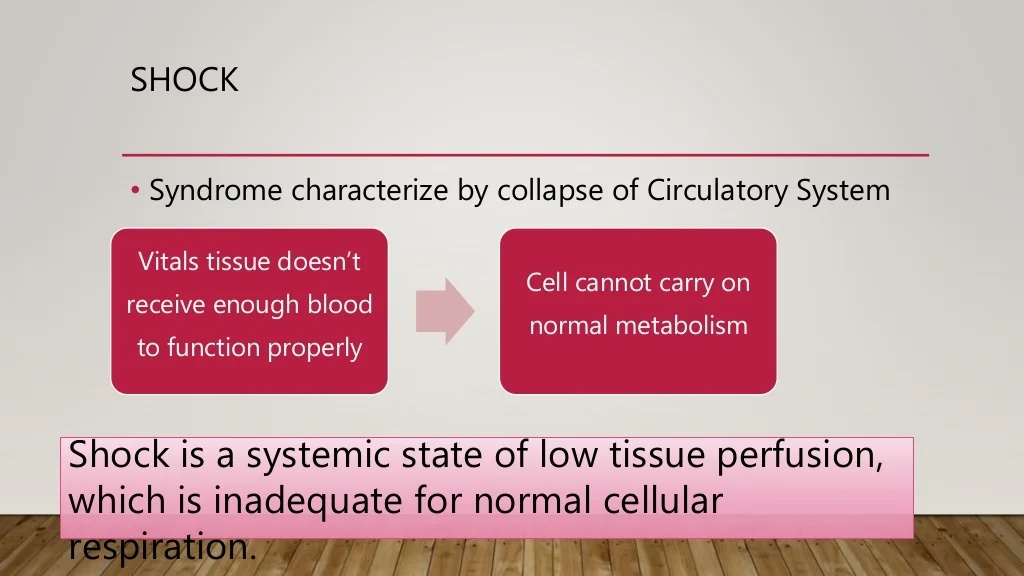 SHOCK
• Syndrome characterize by collapse of Circulatory System
Vitals tissue doesn’t
receive enough blood
to function properly
Cell cannot carry on
normal metabolism
Shock is a systemic state of low tissue perfusion,
which is inadequate for normal cellular
respiration.